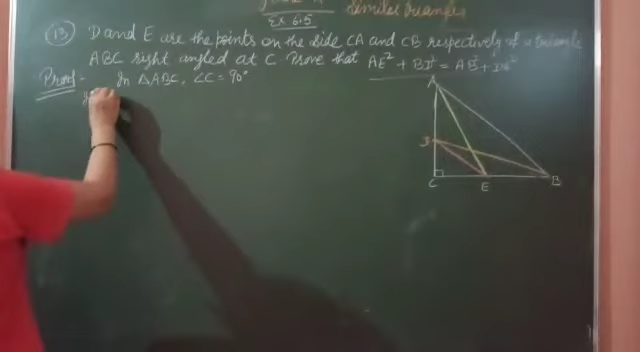 Similar Triangles
Ex 6.5
(13) D and E are the points on the side CA and CB respectively of a triangle
ABC right angled at C Prove that AE² + BD² = AB² + DE²
Proof - In △ABC, ∠C = 90°
A
D
C E B